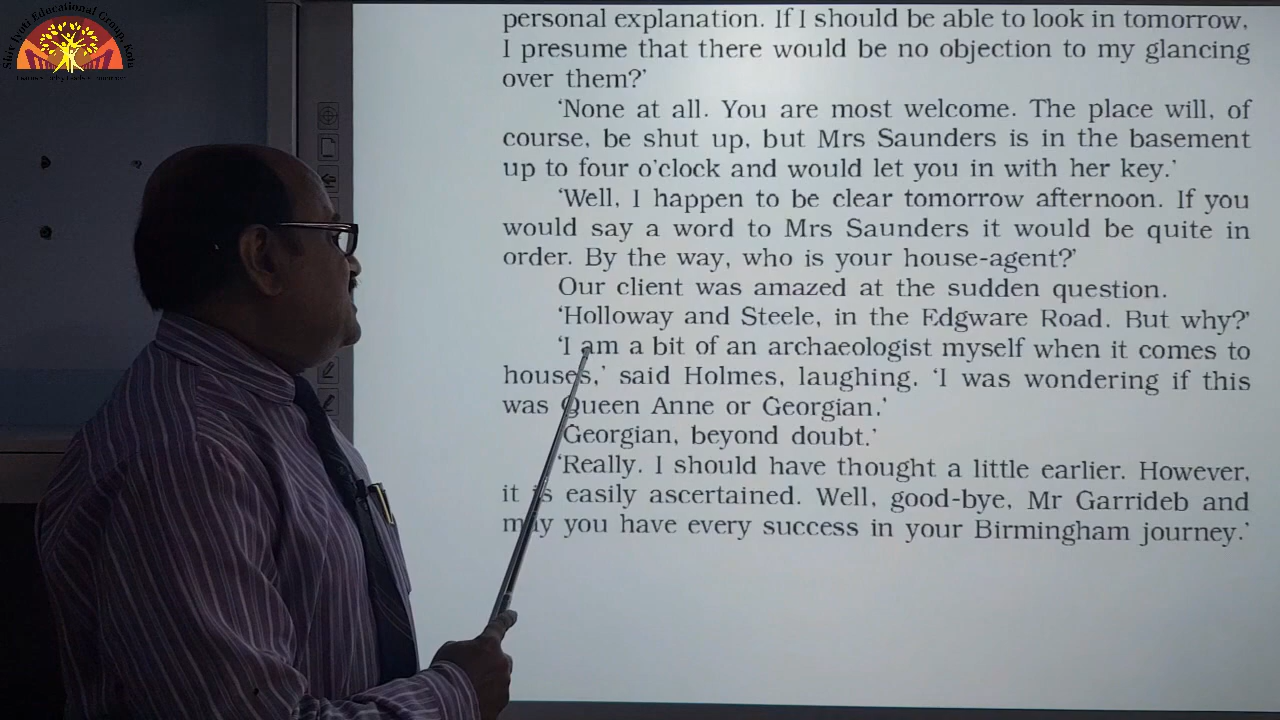 Shiv Jyoti Educational Group, Kota
personal explanation. If I should be able to look in tomorrow,
I presume that there would be no objection to my glancing
over them?’
‘None at all. You are most welcome. The place will, of
course, be shut up, but Mrs Saunders is in the basement
up to four o’clock and would let you in with her key.’
‘Well, I happen to be clear tomorrow afternoon. If you
would say a word to Mrs Saunders it would be quite in
order. By the way, who is your house-agent?’
Our client was amazed at the sudden question.
‘Holloway and Steele, in the Edgware Road. But why?’
‘I am a bit of an archaeologist myself when it comes to
houses,’ said Holmes, laughing. ‘I was wondering if this
was Queen Anne or Georgian.’
Georgian, beyond doubt.’
‘Really. I should have thought a little earlier. However,
it is easily ascertained. Well, good-bye, Mr Garrideb and
may you have every success in your Birmingham journey.’